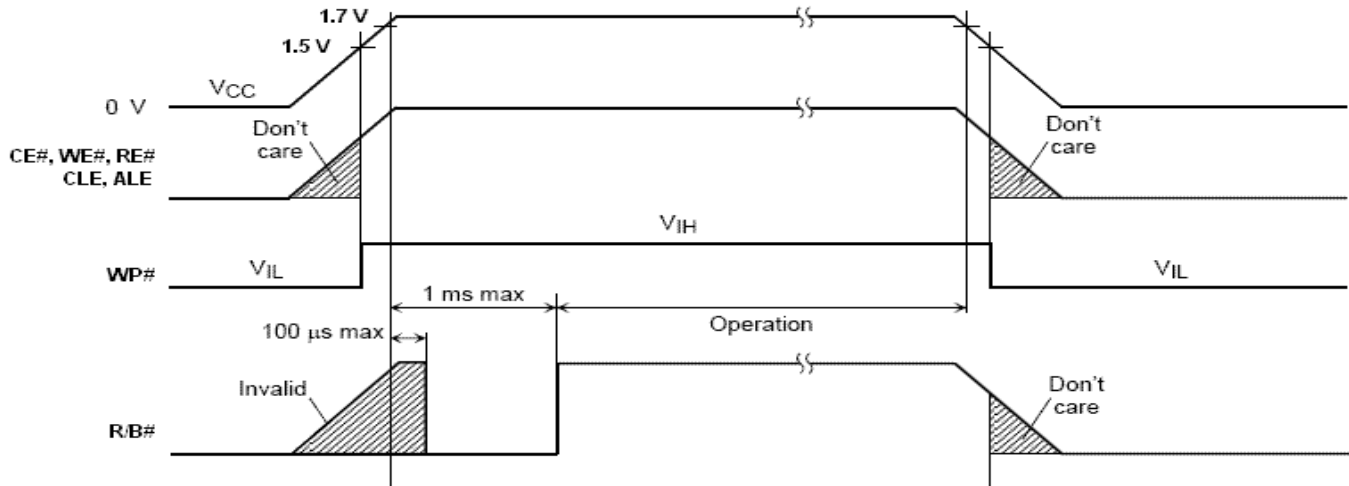 1.7 V
1.5 V
VCC
0 V
Don't
care
Don't
care
CE#, WE#, RE#
CLE, ALE
VIH
WP#
VIL
VIL
1 ms max
Operation
100 μs max
Invalid
Don't
care
R/B#